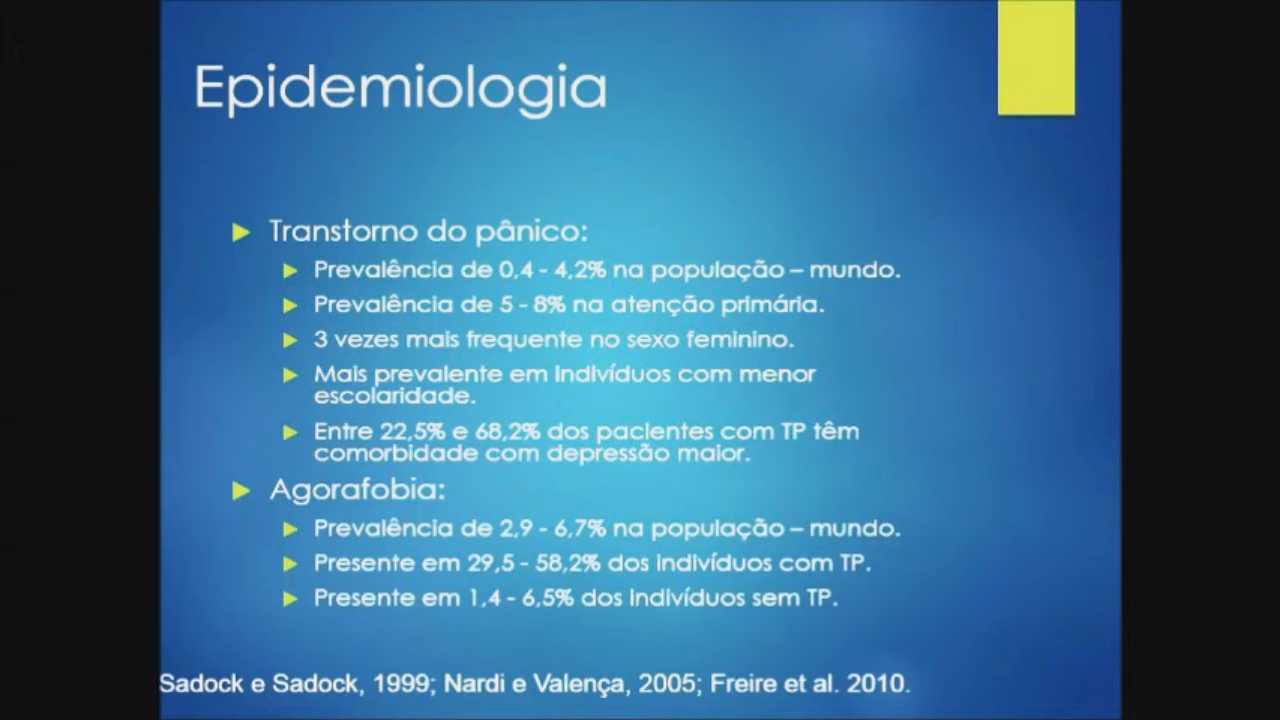 Epidemiologia
Transtorno do pânico:
Prevalência de 0,4 - 4,2% na população – mundo.
Prevalência de 5 - 8% na atenção primária.
3 vezes mais frequente no sexo feminino.
Mais prevalente em indivíduos com menor
escolaridade.
Entre 22,5% e 68,2% dos pacientes com TP têm
comorbidade com depressão maior.
Agorafobia:
Prevalência de 2,9 - 6,7% na população – mundo.
Presente em 29,5 - 58,2% dos indivíduos com TP.
Presente em 1,4 - 6,5% dos indivíduos sem TP.
Sadock e Sadock, 1999; Nardi e Valença, 2005; Freire et al. 2010.